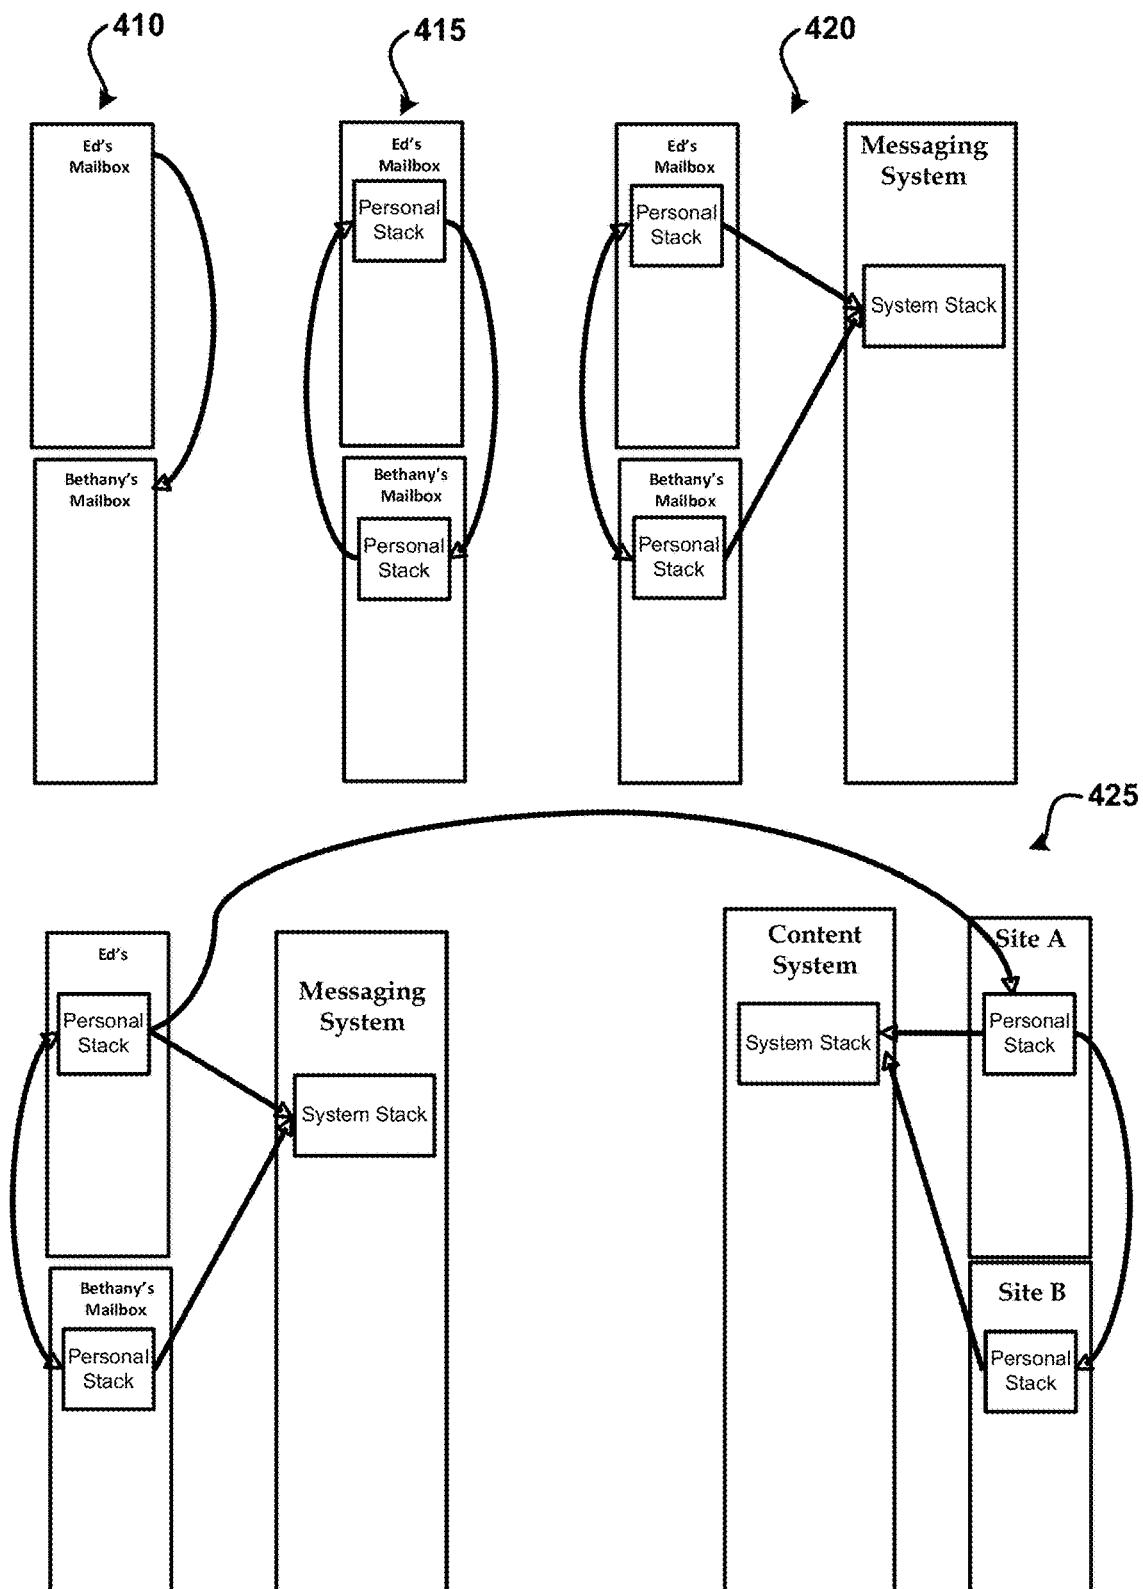 410
415
420
Ed's
Mailbox
Ed's
Mailbox
Personal
Stack
Ed's
Mailbox
Personal
Stack
Messaging
System
System Stack
Bethany's
Mailbox
Bethany's
Mailbox
Personal
Stack
Bethany's
Mailbox
Personal
Stack
425
Ed's
Personal
Stack
Messaging
System
System Stack
Content
System
System Stack
Site A
Personal
Stack
Bethany's
Mailbox
Personal
Stack
Site B
Personal
Stack